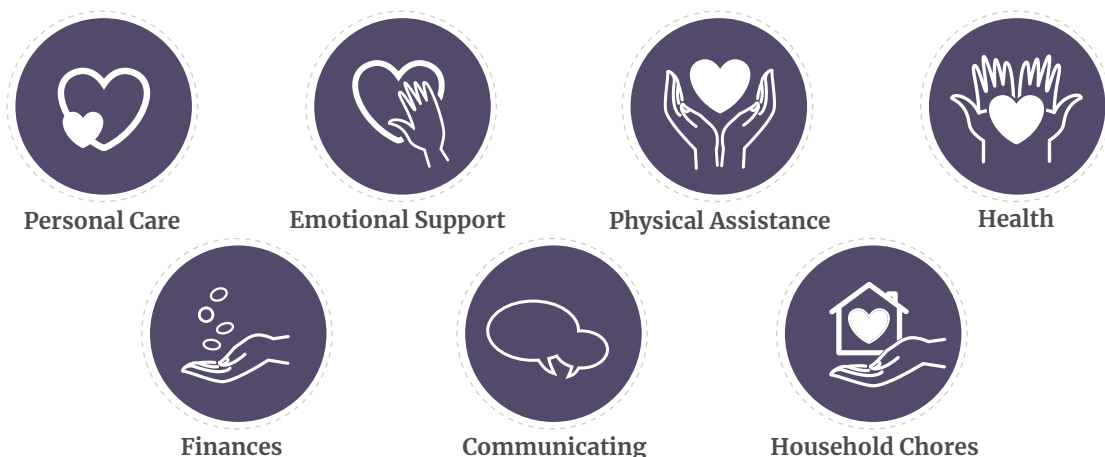 Personal Care
Emotional Support
Physical Assistance
Health
Finances
Communicating
Household Chores